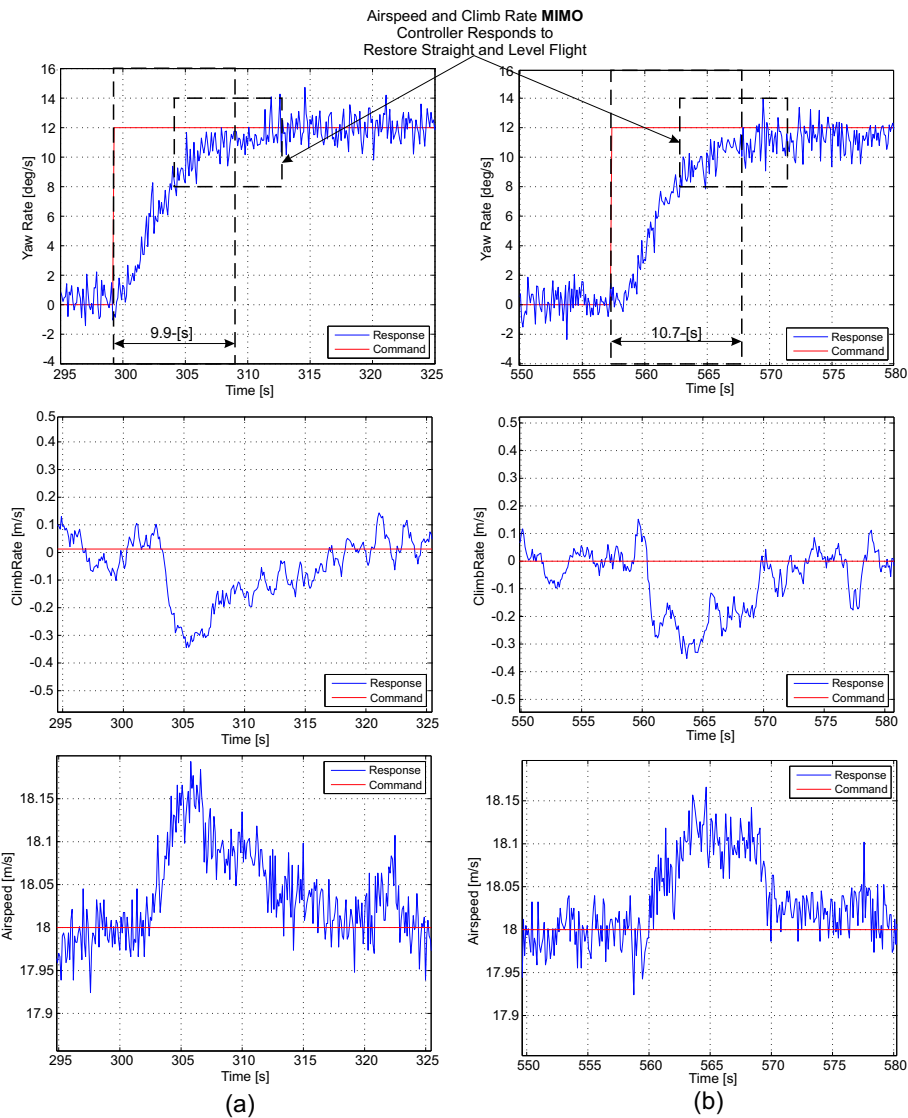 Airspeed and Climb Rate MIMO
Controller Responds to
Restore Straight and Level Flight
16
14
12
10
8
6
4
2
0
-2
-4
Yaw Rate [deg/s]
9.9-[s]
Response
Command
295 300 305 310 315 320 325
Time [s]
16
14
12
10
8
6
4
2
0
-2
-4
Yaw Rate [deg/s]
10.7-[s]
Response
Command
550 555 560 565 570 575 580
Time [s]
0.5
0.4
0.3
0.2
0.1
0
-0.1
-0.2
-0.3
-0.4
-0.5
ClimbRate [m/s]
Response
Command
295 300 305 310 315 320 325
Time [s]
0.5
0.4
0.3
0.2
0.1
0
-0.1
-0.2
-0.3
-0.4
-0.5
ClimbRate [m/s]
Response
Command
550 555 560 565 570 575 580
Time [s]
18.15
18.1
18.05
18
17.95
17.9
Airspeed [m/s]
Response
Command
295 300 305 310 315 320 325
Time [s]
(a)
18.15
18.1
18.05
18
17.95
17.9
Airspeed [m/s]
Response
Command
550 555 560 565 570 575 580
Time [s]
(b)